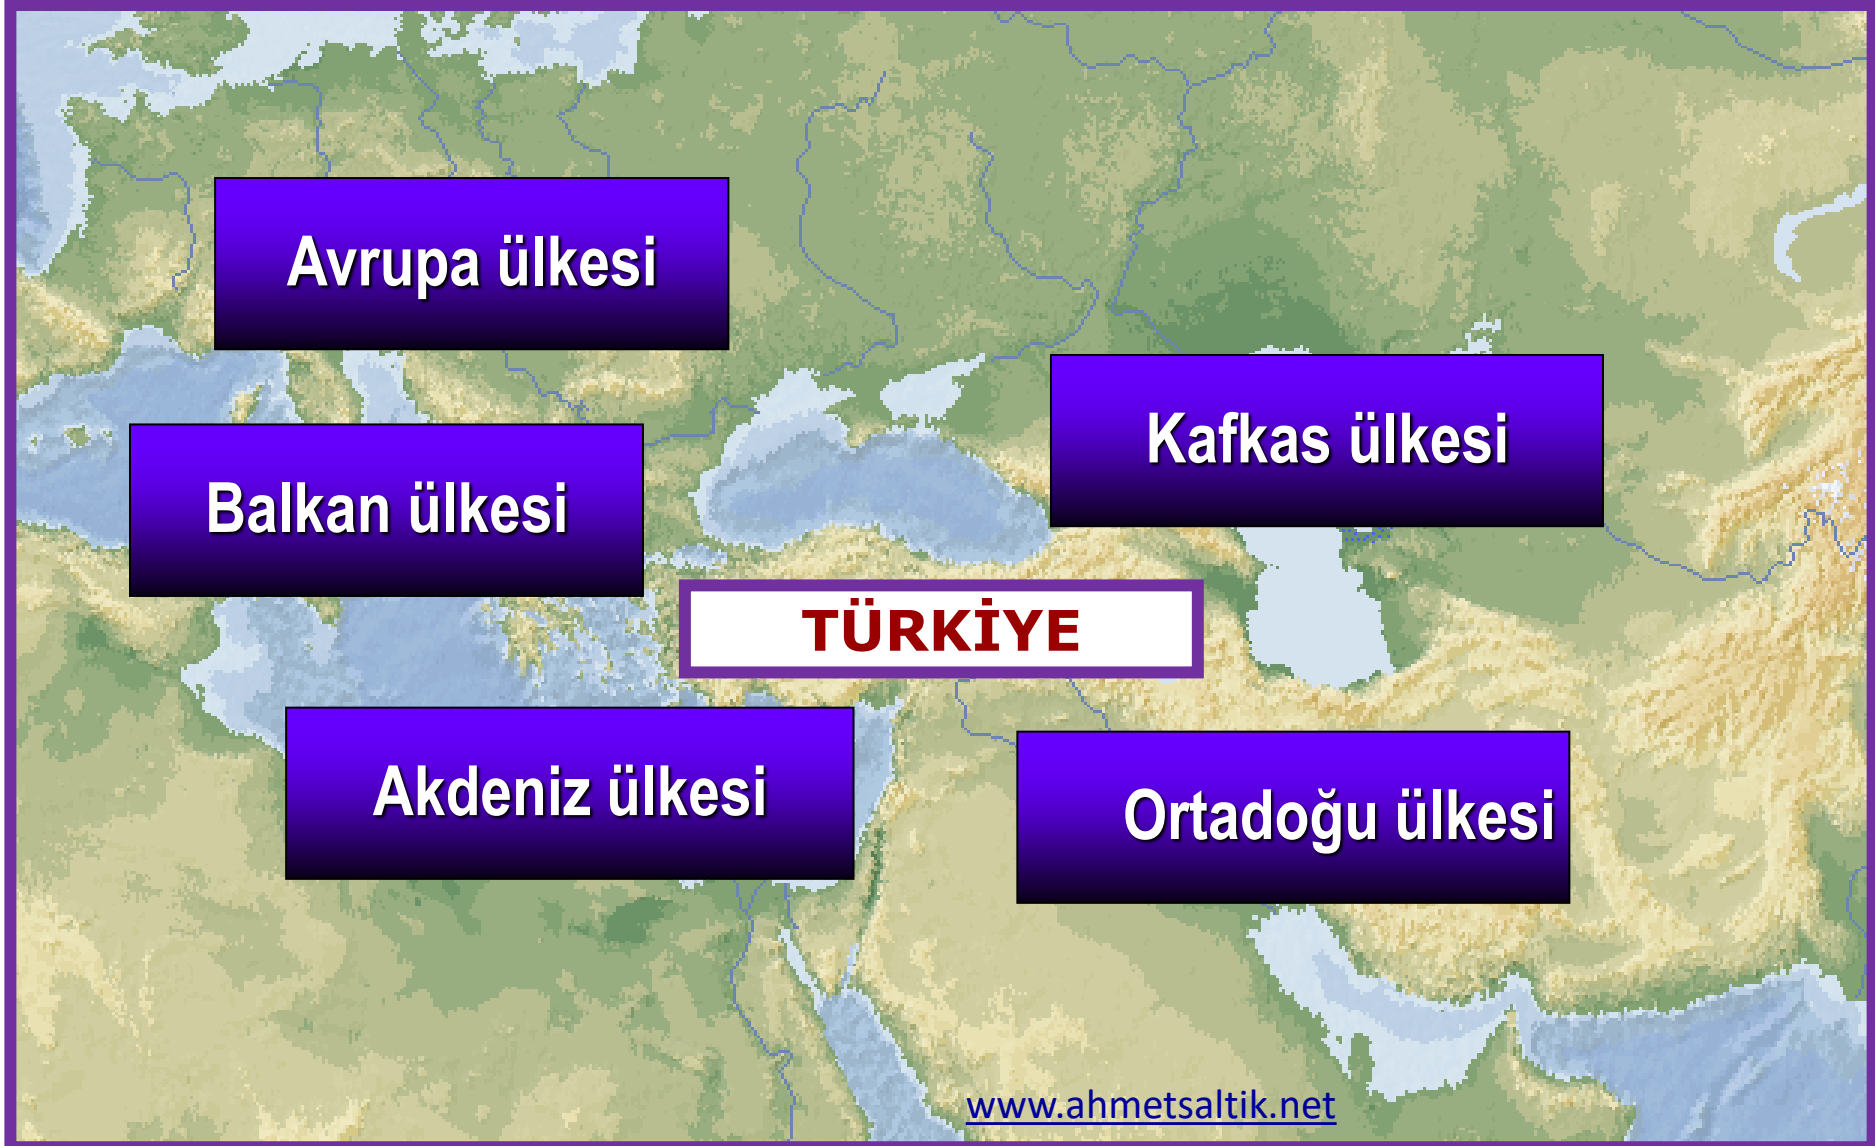 Avrupa ülkesi
Kafkas ülkesi
Balkan ülkesi
TÜRKİYE
Akdeniz ülkesi
Ortadoğu ülkesi
www.ahmetsaltik.net